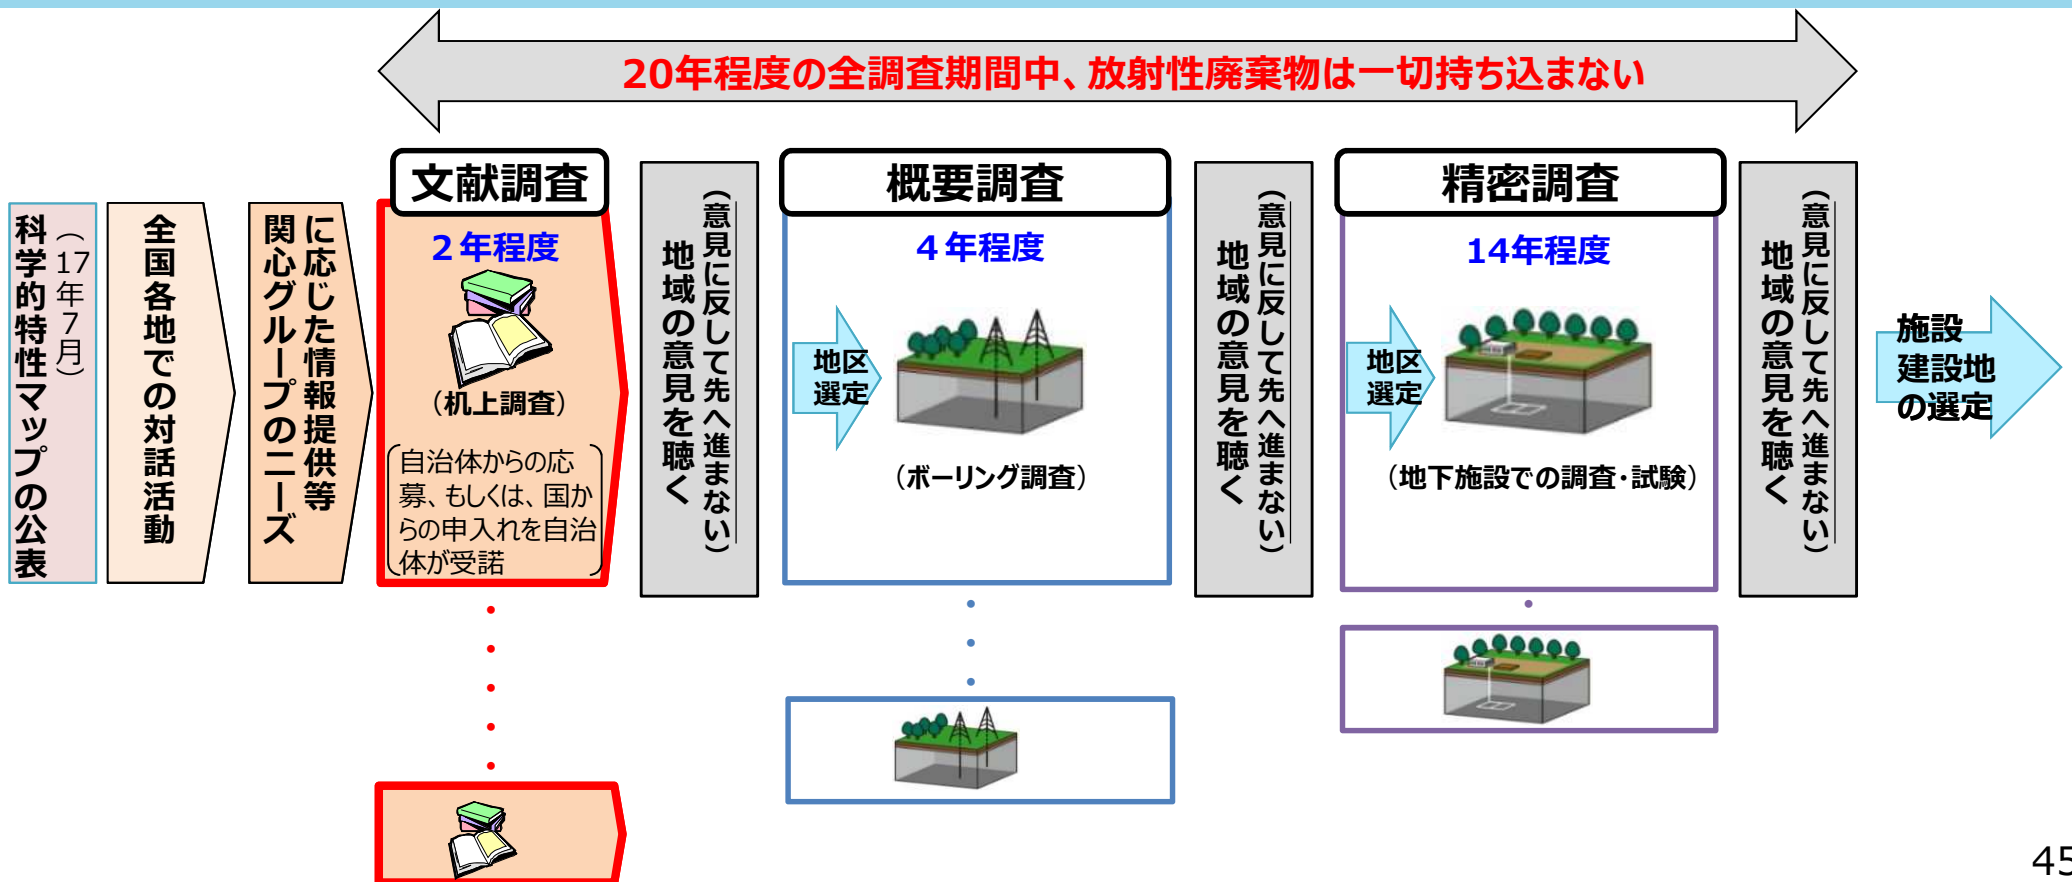 20年程度の全調査期間中、放射性廃棄物は一切持ち込まない
科学的特性マップの公表
（17年7月）
全国各地での対話活動
関心グループのニーズ
に応じた情報提供等
文献調査
２年程度
（机上調査）
自治体からの応
募、もしくは、国か
らの申入れを自治
体が受諾
（意見に反して先へ進まない）
地域の意見を聴く
概要調査
４年程度
地区
選定
（ボーリング調査）
（意見に反して先へ進まない）
地域の意見を聴く
精密調査
14年程度
地区
選定
（地下施設での調査・試験）
（意見に反して先へ進まない）
地域の意見を聴く
施設
建設地
の選定
45